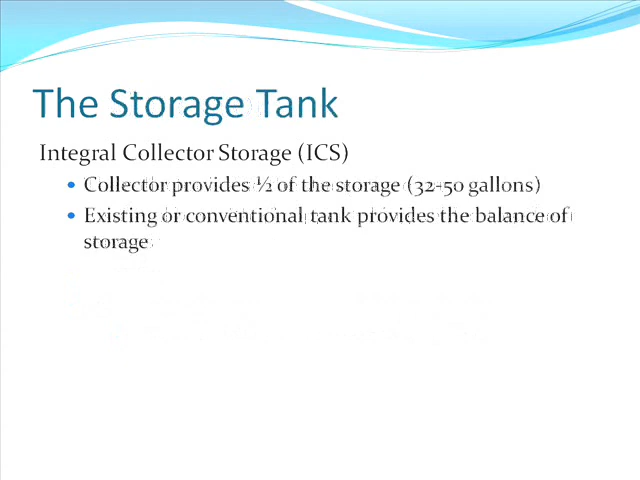 The Storage Tank
Integral Collector Storage (ICS)
• Collector provides ½ of the storage (32-50 gallons)
• Existing or conventional tank provides the balance of
storage